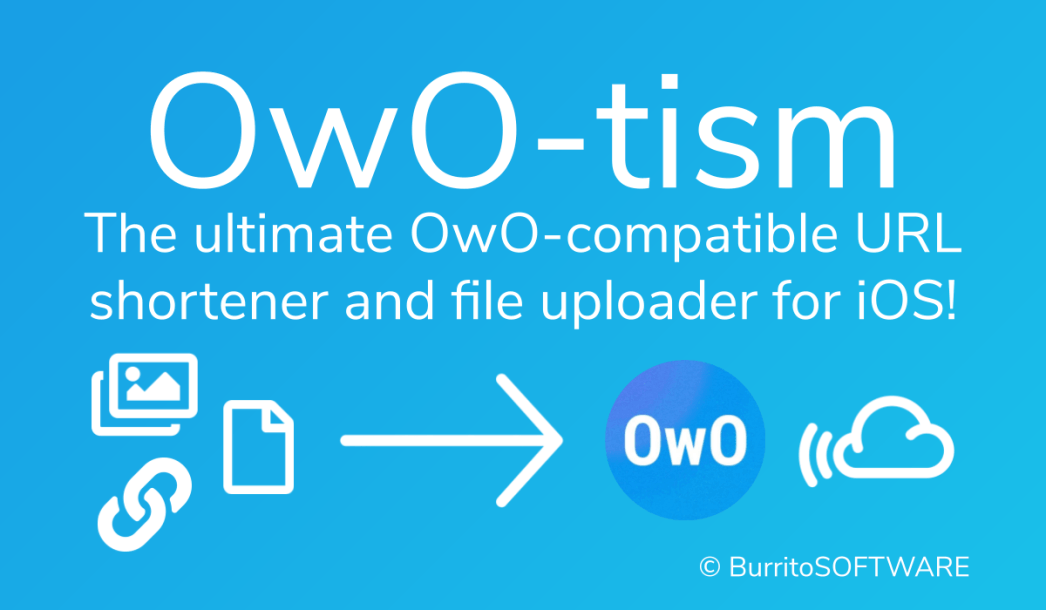 OwO-tism
The ultimate OwO-compatible URL
shortener and file uploader for iOS!
OwO
© BurritoSOFTWARE